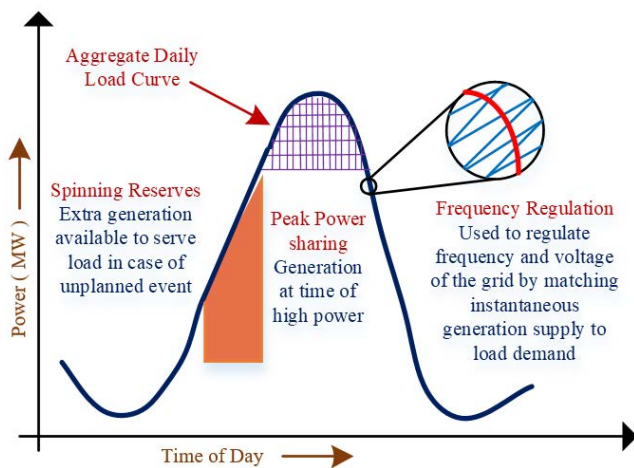 Aggregate Daily
Load Curve
Spinning Reserves
Extra generation
available to serve
load in case of
unplanned event
Peak Power
sharing
Generation
at time of
high power
Frequency Regulation
Used to regulate
frequency and voltage
of the grid by matching
instantaneous
generation supply to
load demand
Power ( MW )
Time of Day